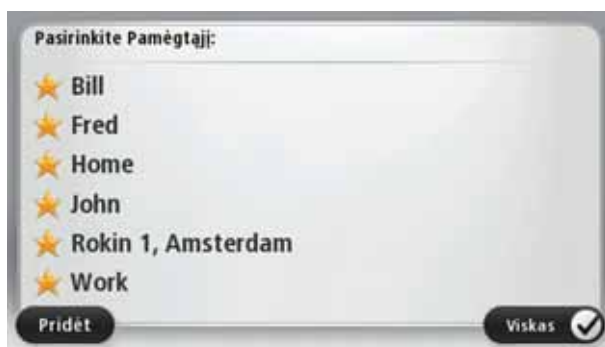 Pasirinkite Pamėgtąjį:
Bill
Fred
Home
John
Rokin 1, Amsterdam
Work
Pridėt
Viskas